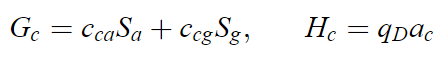 G_c = c_{ca}S_a + c_{cg}S_g, H_c = q_D a_c